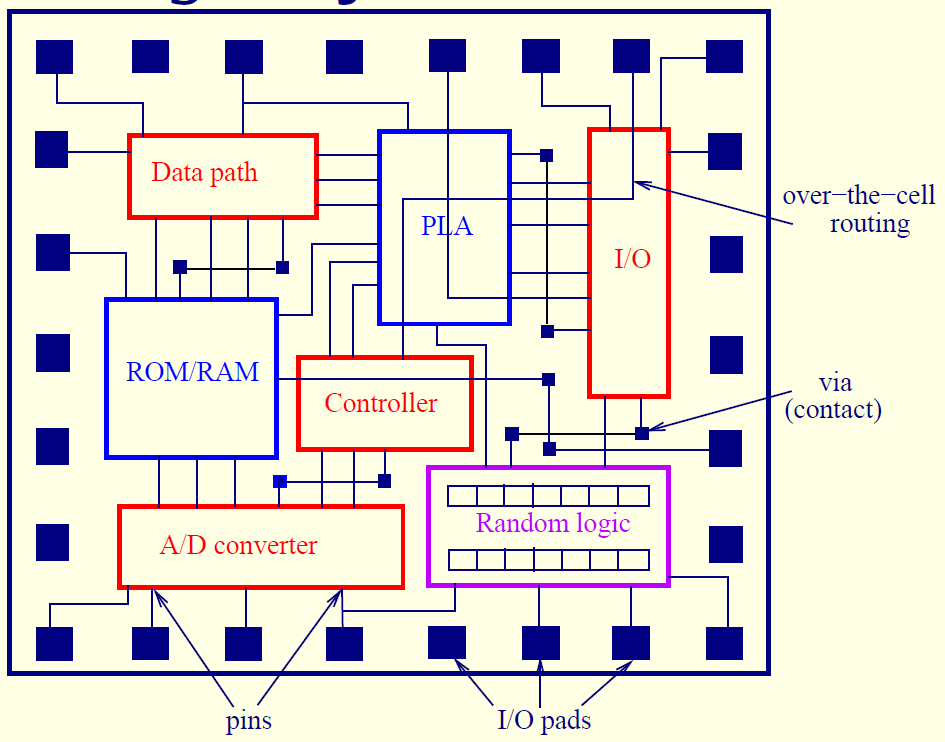 Data path
PLA
I/O
over-the-cell
routing
ROM/RAM
Controller
via
(contact)
A/D converter
Random logic
pins
I/O pads